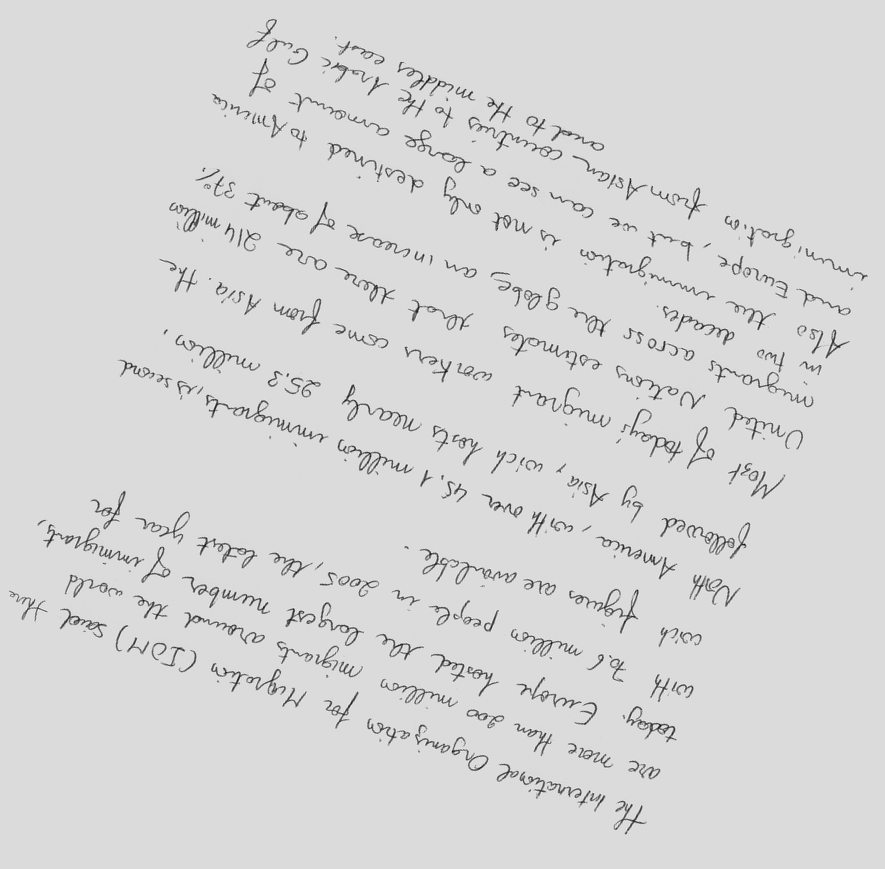 The International Organization for Migration (IOM) said there
are more than 200 million migrants around the world
today. Europe hosted the largest number of immigrants,
with 70.6 million people in 2005, the latest year for
wich figures are available.
North America, with over 45.1 million immigrants, is second
followed by Asia, wich hosts nearly 25.3 million,
Most of today's migrant workers come from Asia. The
United Nations estimates that there are 214 million
migrants across the globe, an increase of about 37%
in two decades.
Also the immigration is not only destined to America
and Europe, but we can see a large amount of
immigration from Asian countries to the Arabic Gulf
and to the middles east.